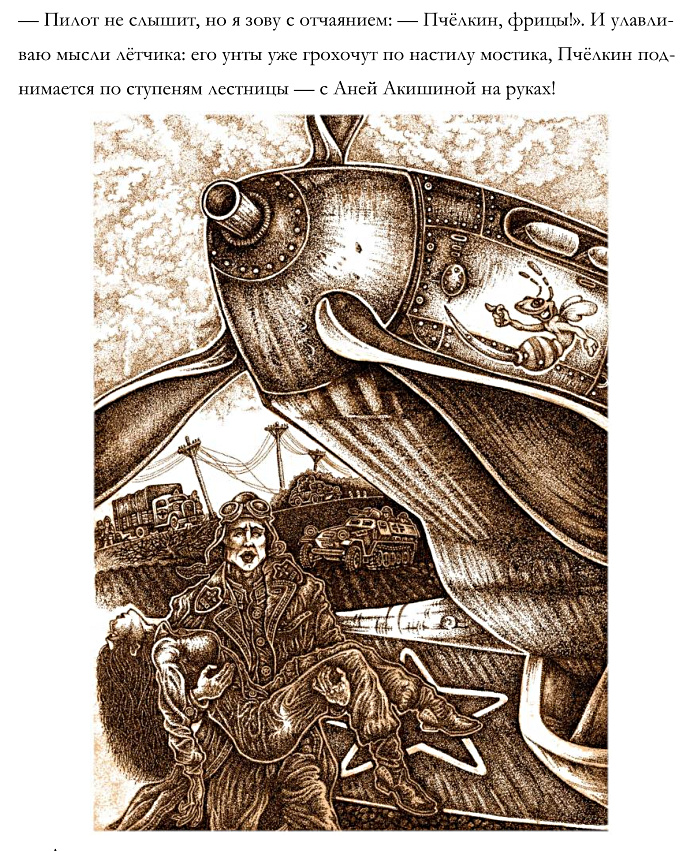 — Пилот не слышит, но я зову с отчаянием: — Пчёлкин, фрицы!». И улавли-
ваю мысли лётчика: его унты уже грохочут по настилу мостика, Пчёлкин под-
нимается по ступеням лестницы — с Аней Акишиной на руках!